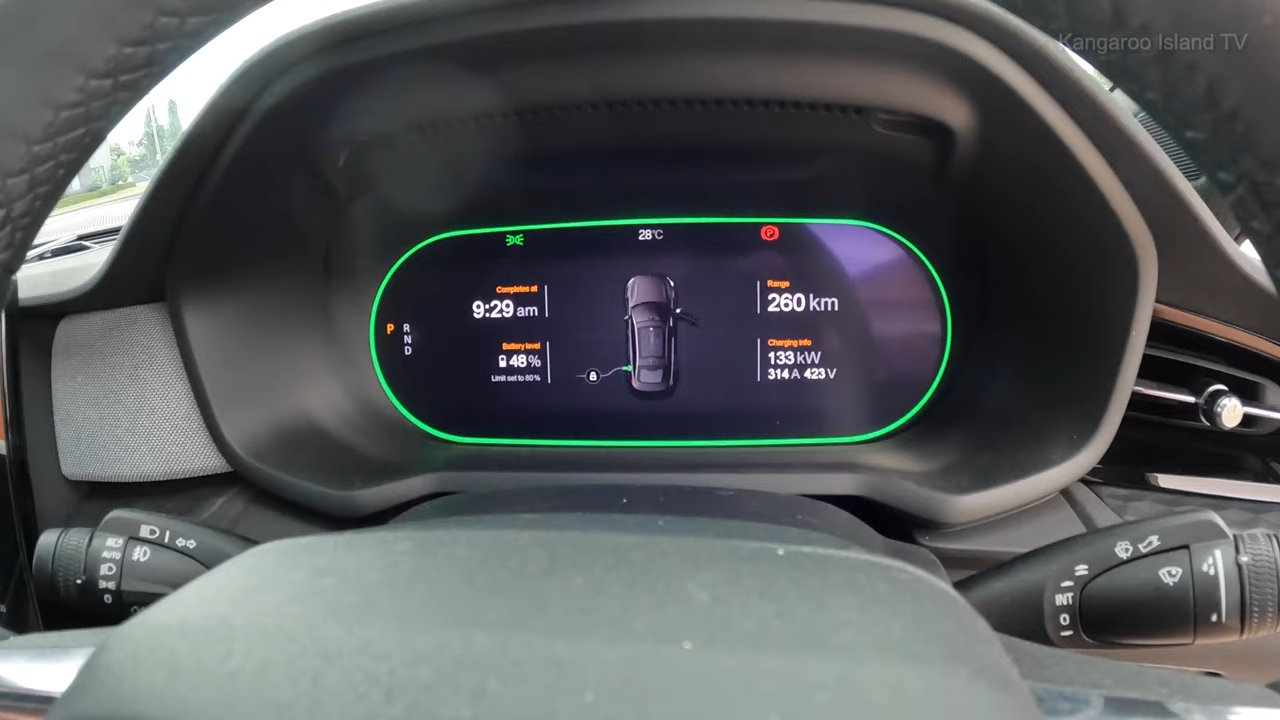 Kangaroo Island TV
28°C
Completes at
9:29 am
Battery level
48%
Limit set to 80%
P
R
N
D
Range
260 km
Charging info
133 kW
314 A 423 V
AUTO
0
INT
O